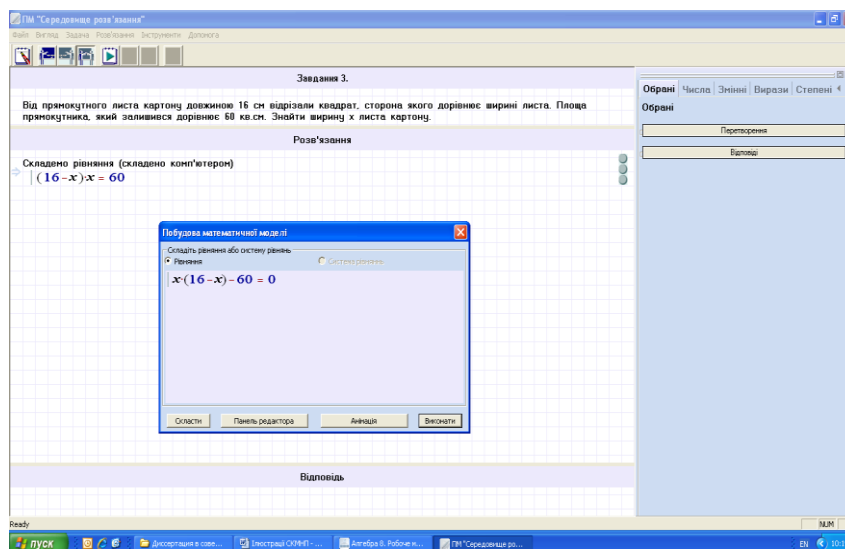 ПМ "Середовище розв'язання"
Файл Вигляд Задача Розв'язання Інструменти Допомога
Завдання 3.
Від прямокутного листа картону довжиною 16 см відрізали квадрат, сторона якого дорівнює ширині листа. Площа
прямокутника, який залишився дорівнює 60 кв.см. Знайти ширину x листа картону.
Розв'язання
Складемо рівняння (складено комп'ютером)
(16-x)·x = 60
Побудова математичної моделі
Складіть рівняння або систему рівнянь
Рівняння Система рівнянь
x·(16-x)-60 = 0
Скласти Панель редактора Анімація Виконати
Відповідь
Обрані Числа Змінні Вирази Степені
Обрані
Перетворення
Відповіді
Ready NUM
пуск Диссертация в сове... Ілюстрації СКМНП - ... Алгебра 8. Робоче м... ПМ "Середовище ро... EN